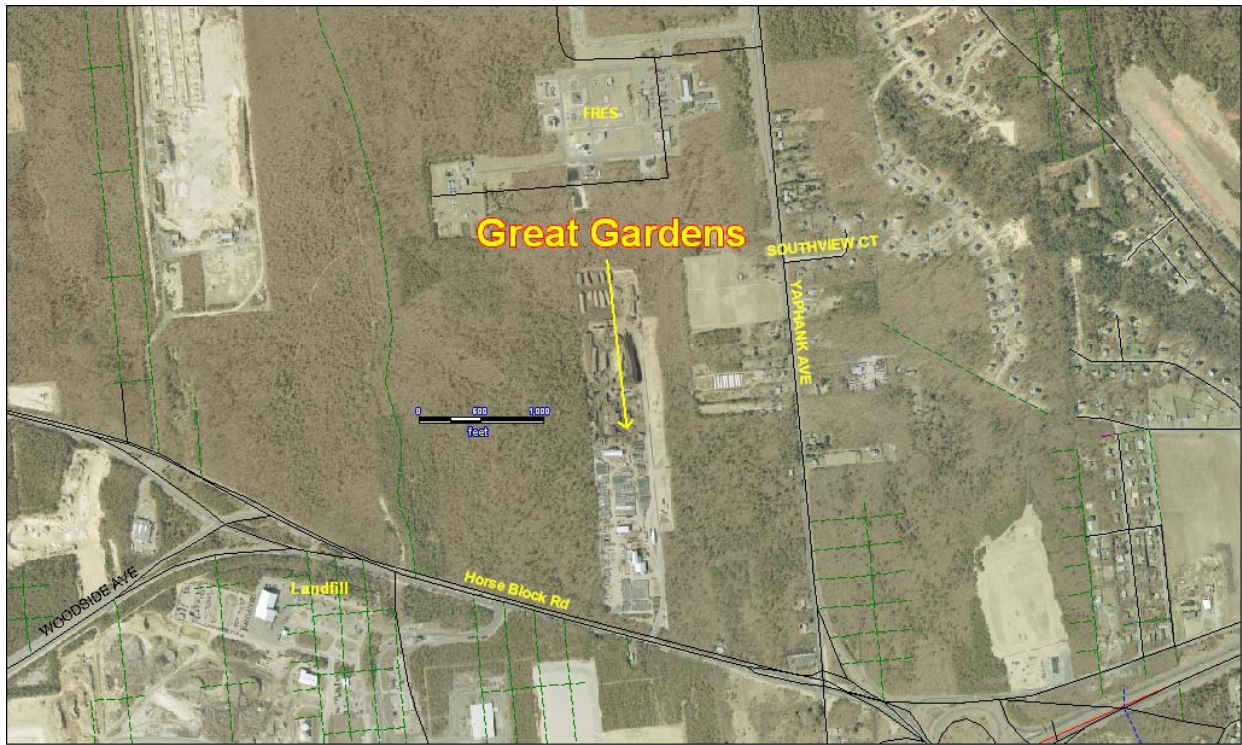 FRES
Great Gardens
SOUTHVIEW CT
YAPHANK AVE
0 600 1,000
feet
Horse Block Rd
Landfill
WOODSIDE AVE